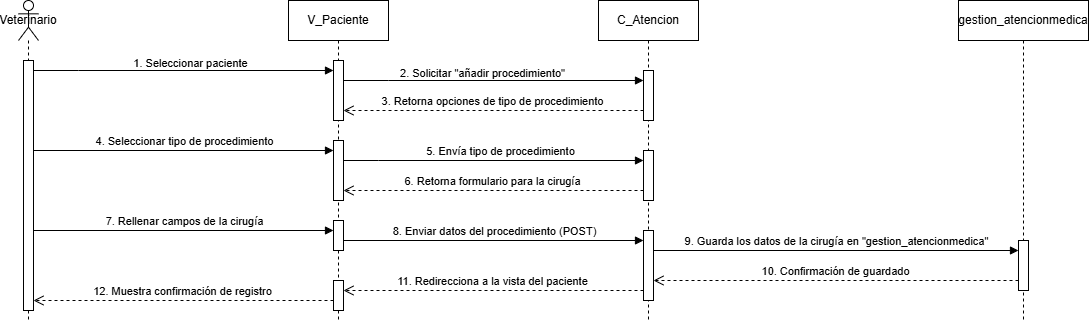 Veterinario
V_Paciente
C_Atencion
gestion_atencionmedica
1. Seleccionar paciente
2. Solicitar "añadir procedimiento"
3. Retorna opciones de tipo de procedimiento
4. Seleccionar tipo de procedimiento
5. Envía tipo de procedimiento
6. Retorna formulario para la cirugía
7. Rellenar campos de la cirugía
8. Enviar datos del procedimiento (POST)
9. Guarda los datos de la cirugía en "gestion_atencionmedica"
10. Confirmación de guardado
11. Redirecciona a la vista del paciente
12. Muestra confirmación de registro